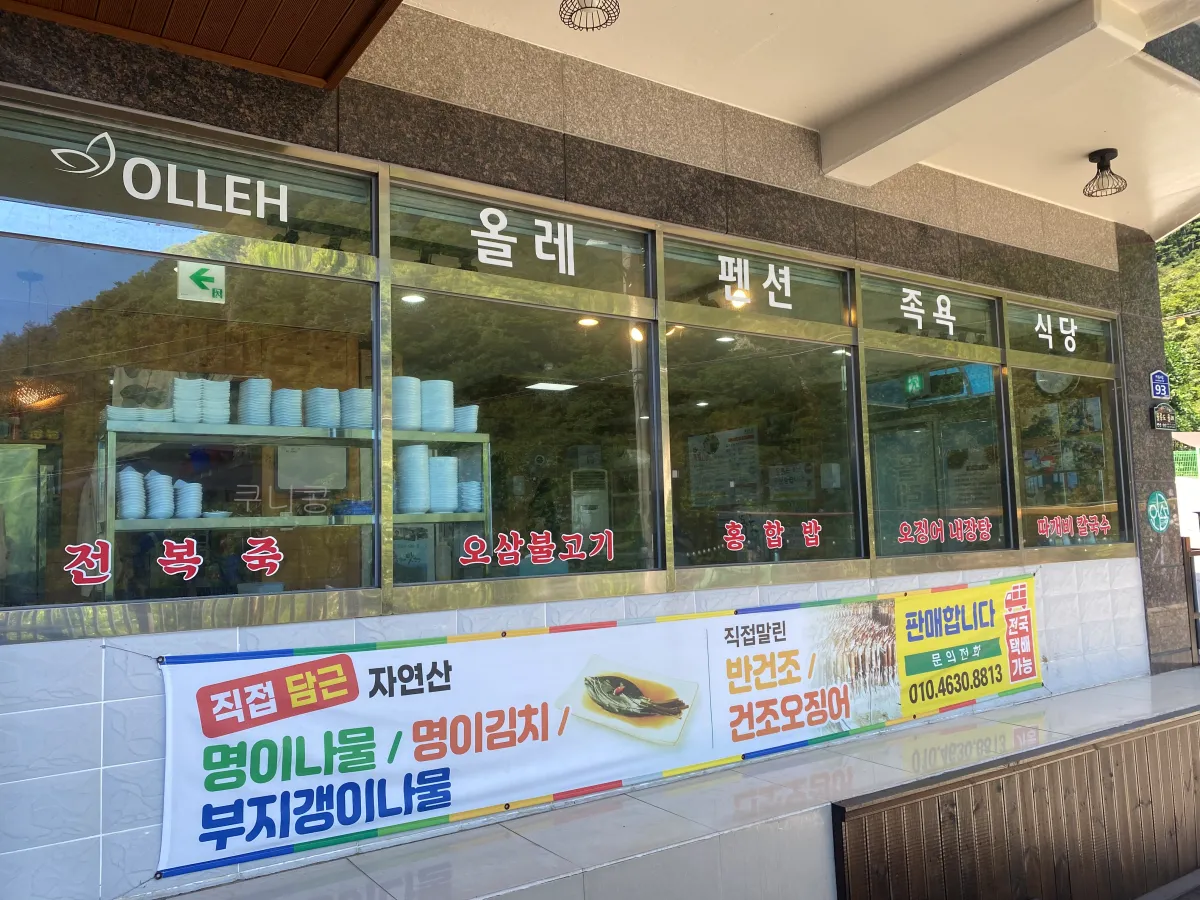 OLLEH
올레
펜션
족욕
식당
93
전복죽
오삼불고기
홍합밥
오징어 내장탕
따개비 칼국수
직접 담근 자연산
명이나물 / 명이김치 /
부지갱이나물
직접말린
반건조 /
건조오징어
판매합니다
문의전화
010.4630.8813
전국
택배
가능